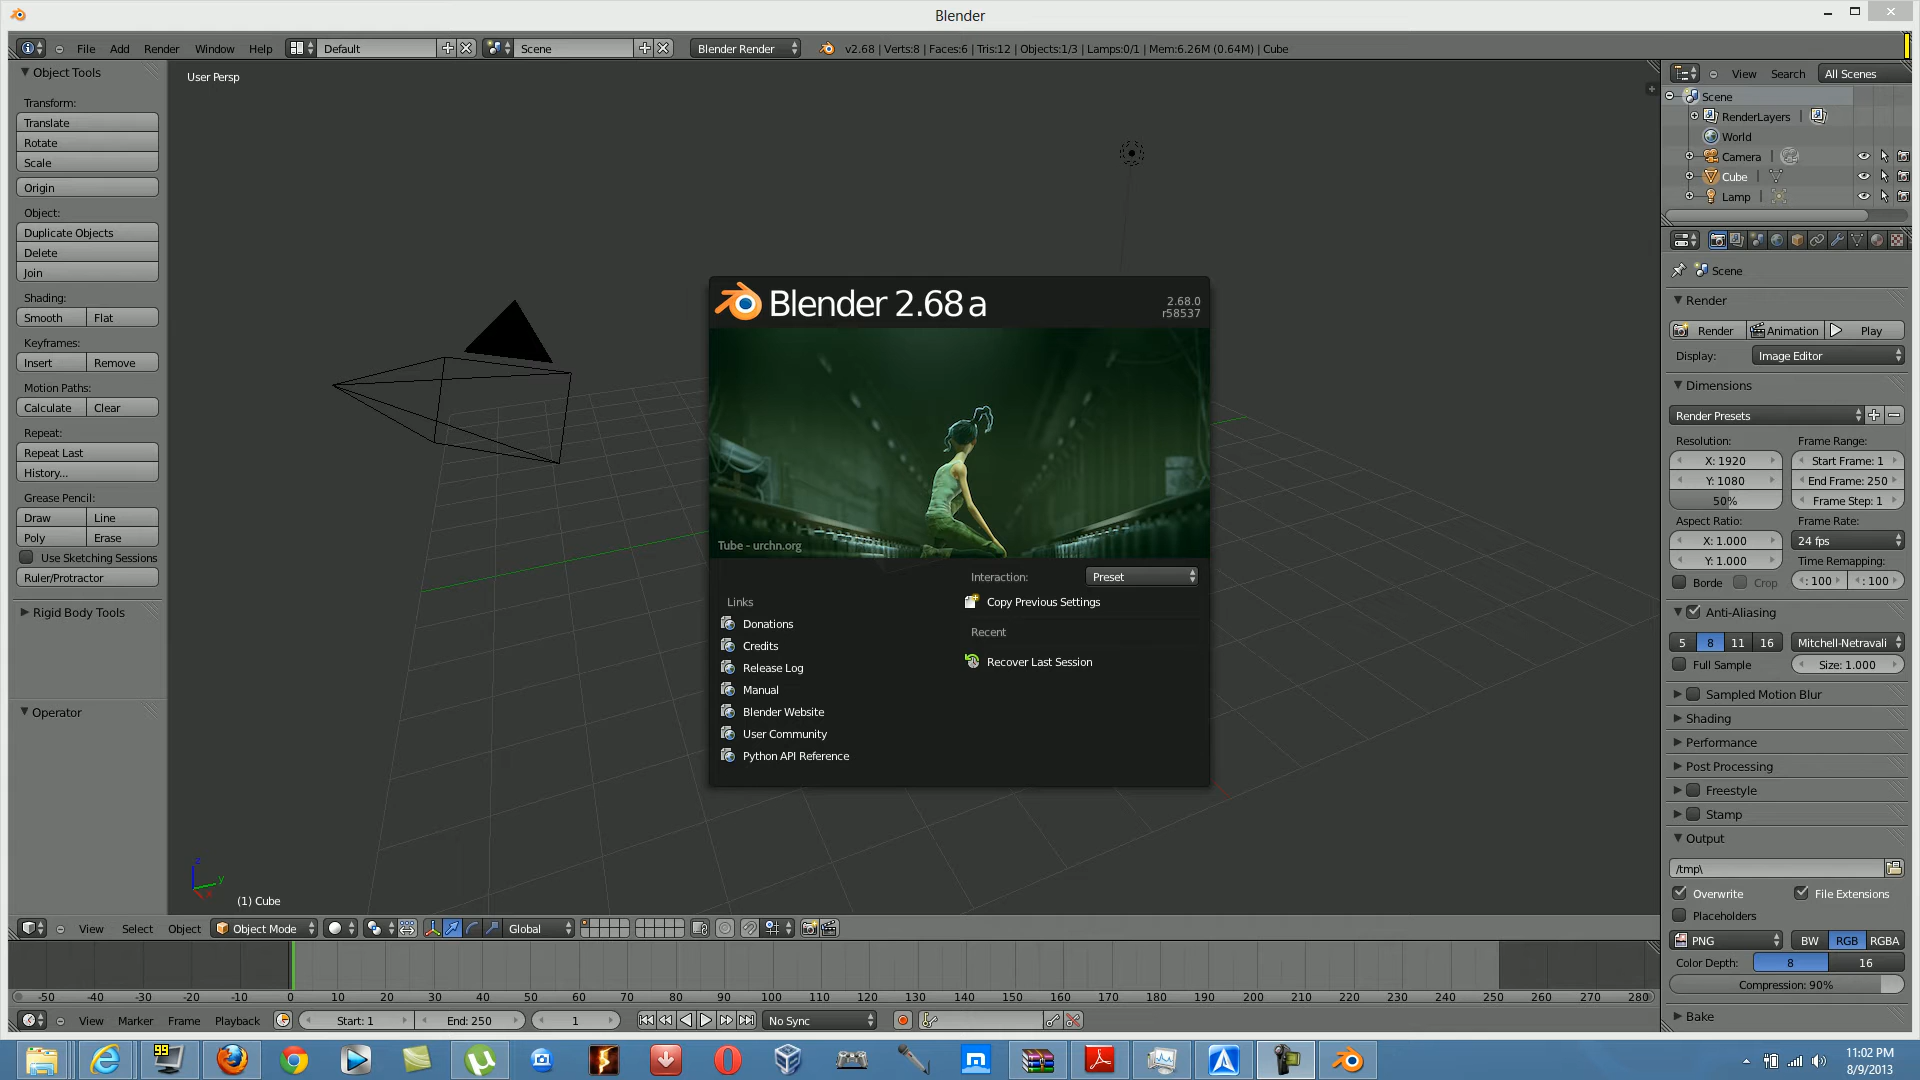 Blender
File Add Render Window Help
Default
Scene
Blender Render
v2.68 | Verts:8 | Faces:6 | Tris:12 | Objects:1/3 | Lamps:0/1 | Mem:6.26M (0.64M) | Cube
Object Tools
Transform:
Translate
Rotate
Scale
Origin
Object:
Duplicate Objects
Delete
Join
Shading:
Smooth Flat
Keyframes:
Insert Remove
Motion Paths:
Calculate Clear
Repeat:
Repeat Last
History...
Grease Pencil:
Draw Line
Poly Erase
Use Sketching Sessions
Ruler/Protractor
Rigid Body Tools
Operator
User Persp
z
y
x
(1) Cube
Blender 2.68a
2.68.0
r58537
Tube - urchn.org
Interaction: Preset
Links
Donations
Credits
Release Log
Manual
Blender Website
User Community
Python API Reference
Copy Previous Settings
Recent
Recover Last Session
View Search All Scenes
Scene
RenderLayers |
World
Camera |
Cube |
Lamp |
Scene
Render
Render Animation Play
Display: Image Editor
Dimensions
Render Presets
Resolution: Frame Range:
X: 1920 Start Frame: 1
Y: 1080 End Frame: 250
50% Frame Step: 1
Aspect Ratio: Frame Rate:
X: 1.000 24 fps
Y: 1.000 Time Remapping:
Borde Crop : 100 : 100
Anti-Aliasing
5 8 11 16 Mitchell-Netravali
Full Sample Size: 1.000
Sampled Motion Blur
Shading
Performance
Post Processing
Freestyle
Stamp
Output
/tmp\
Overwrite File Extensions
Placeholders
PNG BW RGB RGBA
Color Depth: 8 16
Compression: 90%
Bake
View Select Object Object Mode Global
-50 -40 -30 -20 -10 0 10 20 30 40 50 60 70 80 90 100 110 120 130 140 150 160 170 180 190 200 210 220 230 240 250 260 270 280
View Marker Frame Playback Start: 1 End: 250 1 No Sync
99
11:02 PM
8/9/2013